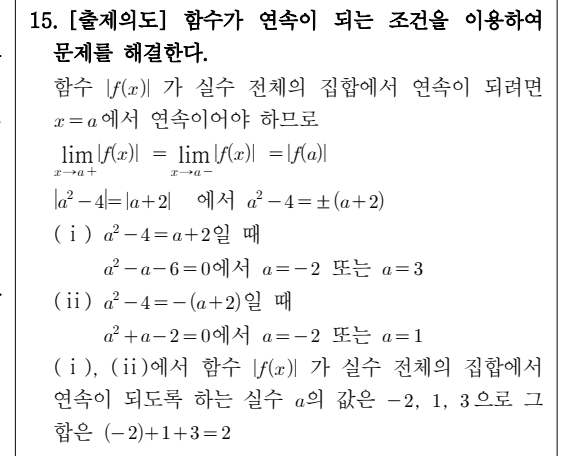 15. [출제의도] 함수가 연속이 되는 조건을 이용하여
문제를 해결한다.
함수 |f(x)| 가 실수 전체의 집합에서 연속이 되려면
x=a에서 연속이어야 하므로
lim_{x→a+}|f(x)| = lim_{x→a−}|f(x)| = |f(a)|
|a²−4|=|a+2| 에서 a²−4=±(a+2)
(ⅰ) a²−4=a+2일 때
a²−a−6=0에서 a=−2 또는 a=3
(ⅱ) a²−4=−(a+2)일 때
a²+a−2=0에서 a=−2 또는 a=1
(ⅰ), (ⅱ)에서 함수 |f(x)| 가 실수 전체의 집합에서
연속이 되도록 하는 실수 a의 값은 −2, 1, 3으로 그
합은 (−2)+1+3=2